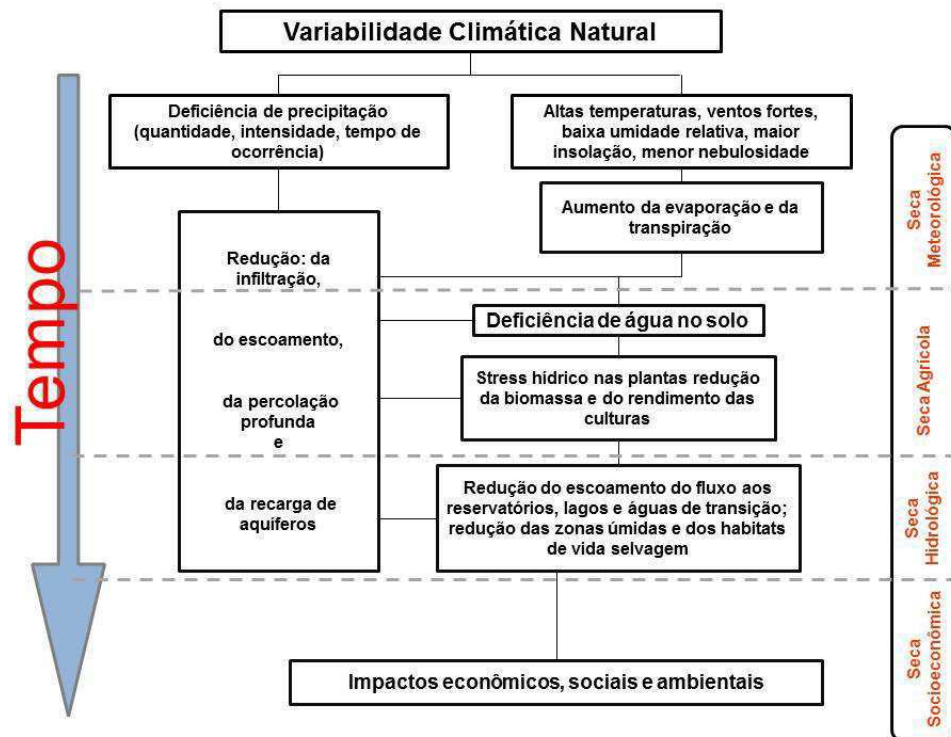 Variabilidade Climática Natural
Deficiência de precipitação
(quantidade, intensidade, tempo de
ocorrência)
Altas temperaturas, ventos fortes,
baixa umidade relativa, maior
insolação, menor nebulosidade
Aumento da evaporação e da
transpiração
Redução: da
infiltração,
do escoamento,
da percolação
profunda
e
da recarga de
aquíferos
Deficiência de água no solo
Stress hídrico nas plantas redução
da biomassa e do rendimento das
culturas
Redução do escoamento do fluxo aos
reservatórios, lagos e águas de transição;
redução das zonas úmidas e dos habitats
de vida selvagem
Impactos econômicos, sociais e ambientais
Tempo
Seca
Meteorológica
Seca Agrícola
Seca
Hidrológica
Seca
Socioeconômica